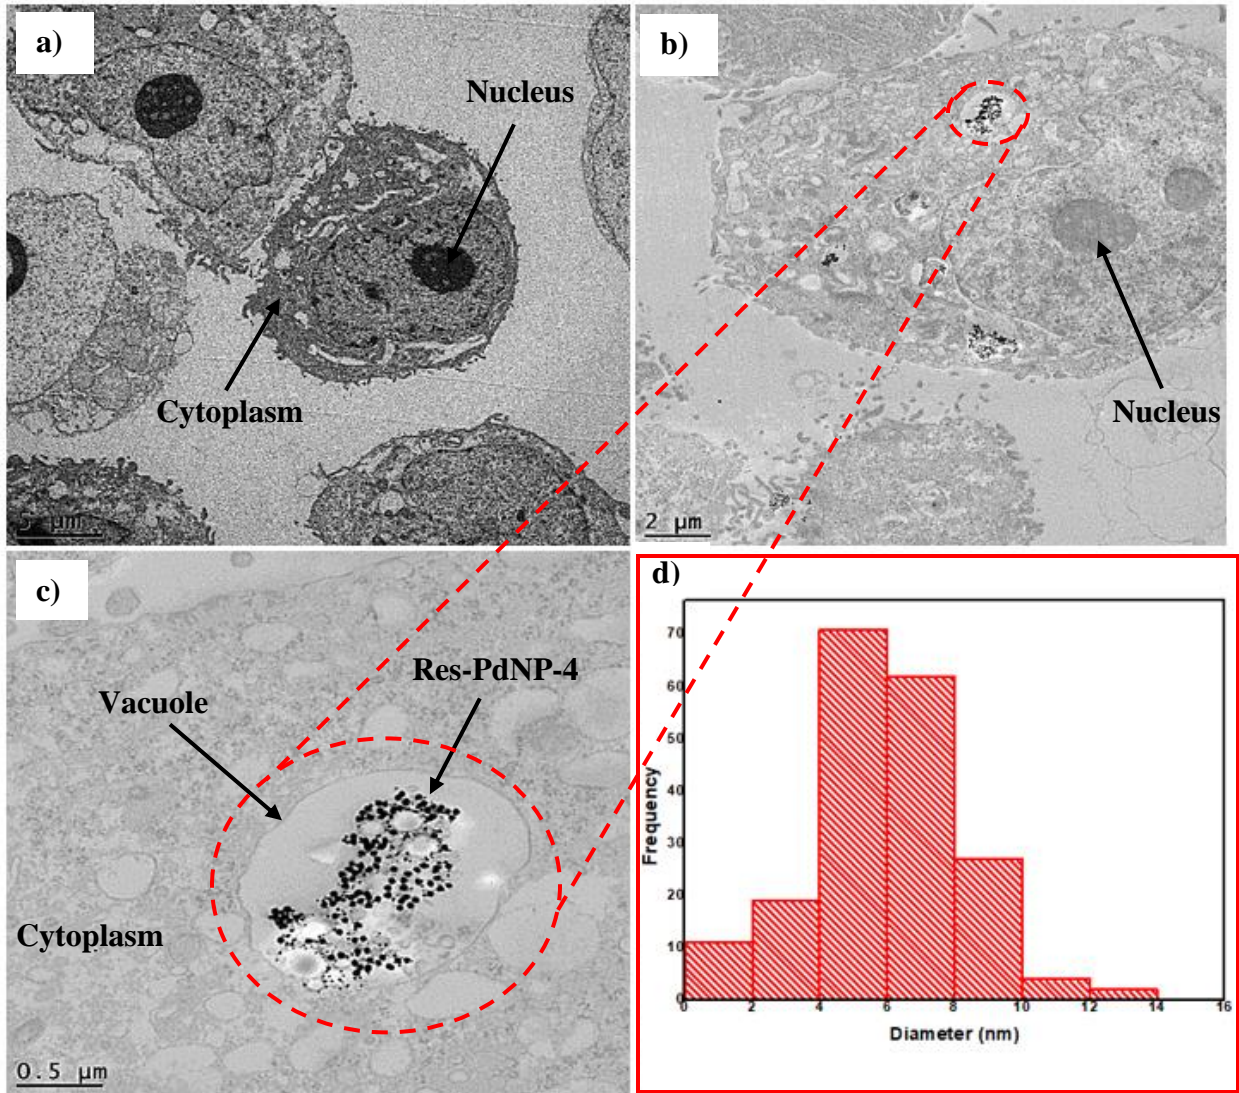 a)
Nucleus
Cytoplasm
µm
b)
Nucleus
2 µm
c)
Res-PdNP-4
Vacuole
Cytoplasm
0.5 µm
d)
70
60
50
40
30
20
10
0
Frequency
0 2 4 6 8 10 12 14 16
Diameter (nm)